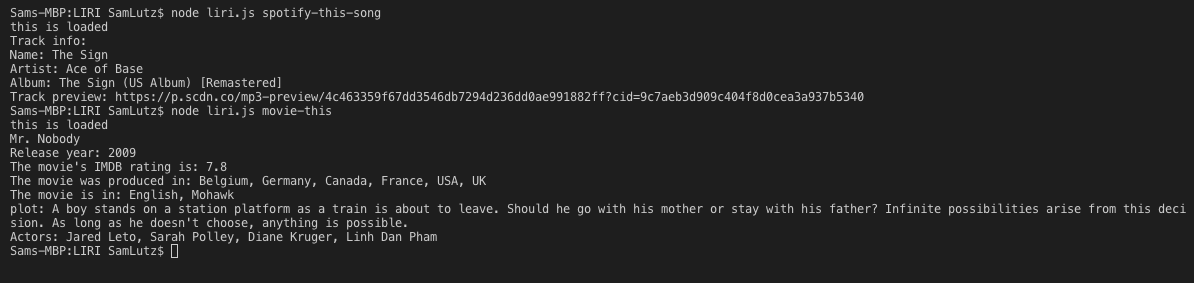 Sams-MBP:LIRI SamLutz$ node liri.js spotify-this-song
this is loaded
Track info:
Name: The Sign
Artist: Ace of Base
Album: The Sign (US Album) [Remastered]
Track preview: https://p.scdn.co/mp3-preview/4c463359f67dd3546db7294d236dd0ae991882ff?cid=9c7aeb3d909c404f8d0cea3a937b5340
Sams-MBP:LIRI SamLutz$ node liri.js movie-this
this is loaded
Mr. Nobody
Release year: 2009
The movie's IMDB rating is: 7.8
The movie was produced in: Belgium, Germany, Canada, France, USA, UK
The movie is in: English, Mohawk
plot: A boy stands on a station platform as a train is about to leave. Should he go with his mother or stay with his father? Infinite possibilities arise from this deci
sion. As long as he doesn't choose, anything is possible.
Actors: Jared Leto, Sarah Polley, Diane Kruger, Linh Dan Pham
Sams-MBP:LIRI SamLutz$